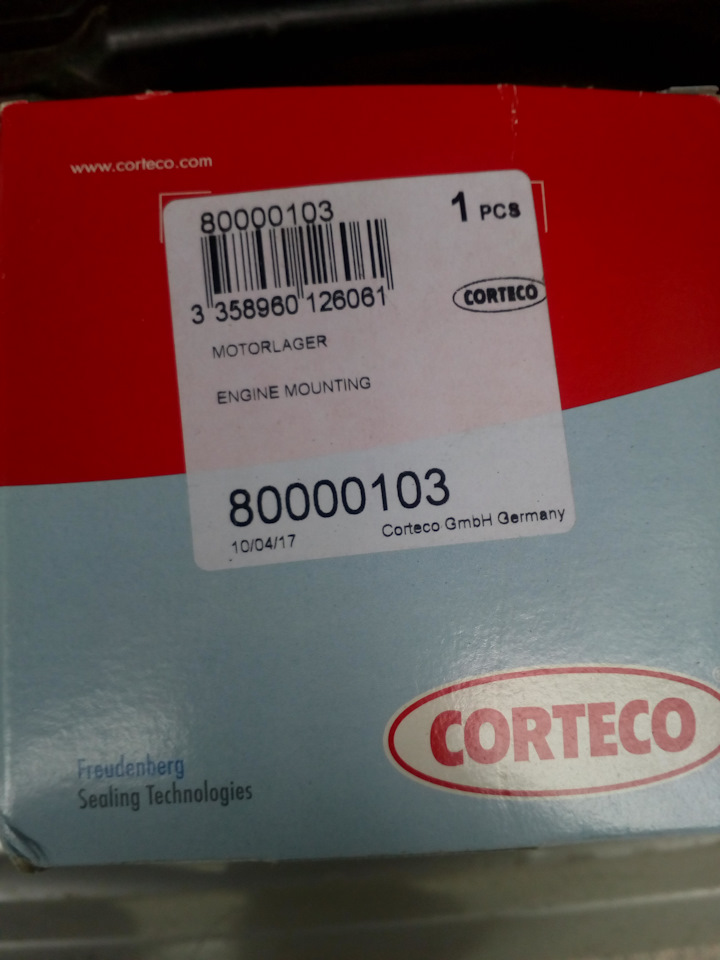 www.corteco.com
80000103
1 PCS
3 358960 126061
CORTECO
MOTORLAGER
ENGINE MOUNTING
80000103
10/04/17
Corteco GmbH Germany
CORTECO
Freudenberg
Sealing Technologies